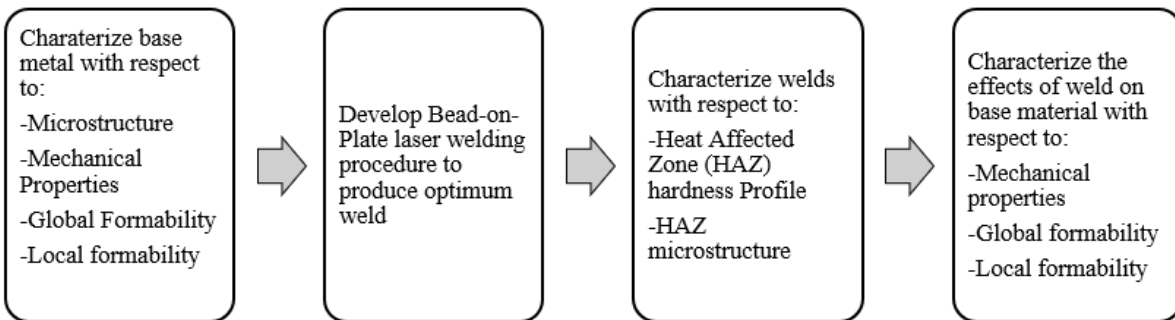 Charaterize base
metal with respect
to:
-Microstructure
-Mechanical
Properties
-Global Formability
-Local formability
Develop Bead-on-
Plate laser welding
procedure to
produce optimum
weld
Characterize welds
with respect to:
-Heat Affected
Zone (HAZ)
hardness Profile
-HAZ
microstructure
Characterize the
effects of weld on
base material with
respect to:
-Mechanical
properties
-Global formability
-Local formability